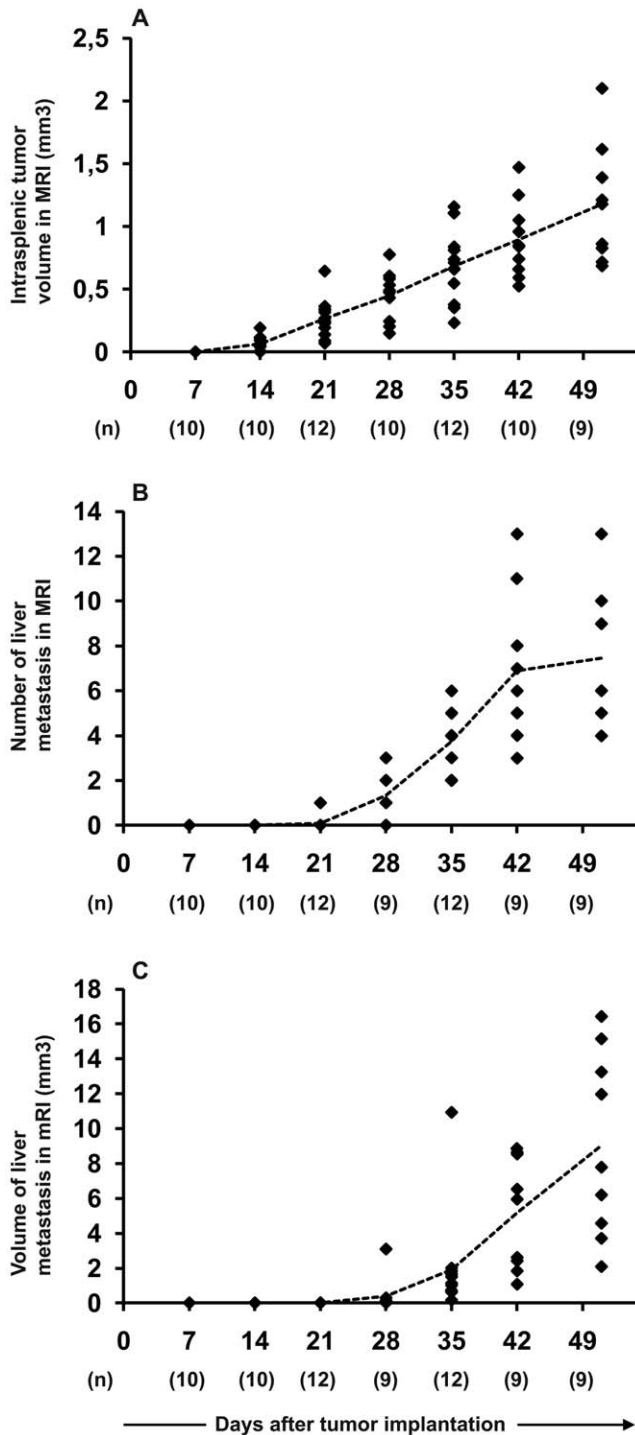 A
Intrasplenic tumor
volume in MRI (mm3)
2,5
2
1,5
1
0,5
0
0 7 14 21 28 35 42 49
(n) (10) (10) (12) (10) (12) (10) (9)
B
Number of liver
metastasis in MRI
14
12
10
8
6
4
2
0
0 7 14 21 28 35 42 49
(n) (10) (10) (12) (9) (12) (9) (9)
C
Volume of liver
metastasis in mRI (mm3)
18
16
14
12
10
8
6
4
2
0
0 7 14 21 28 35 42 49
(n) (10) (10) (12) (9) (12) (9) (9)
Days after tumor implantation